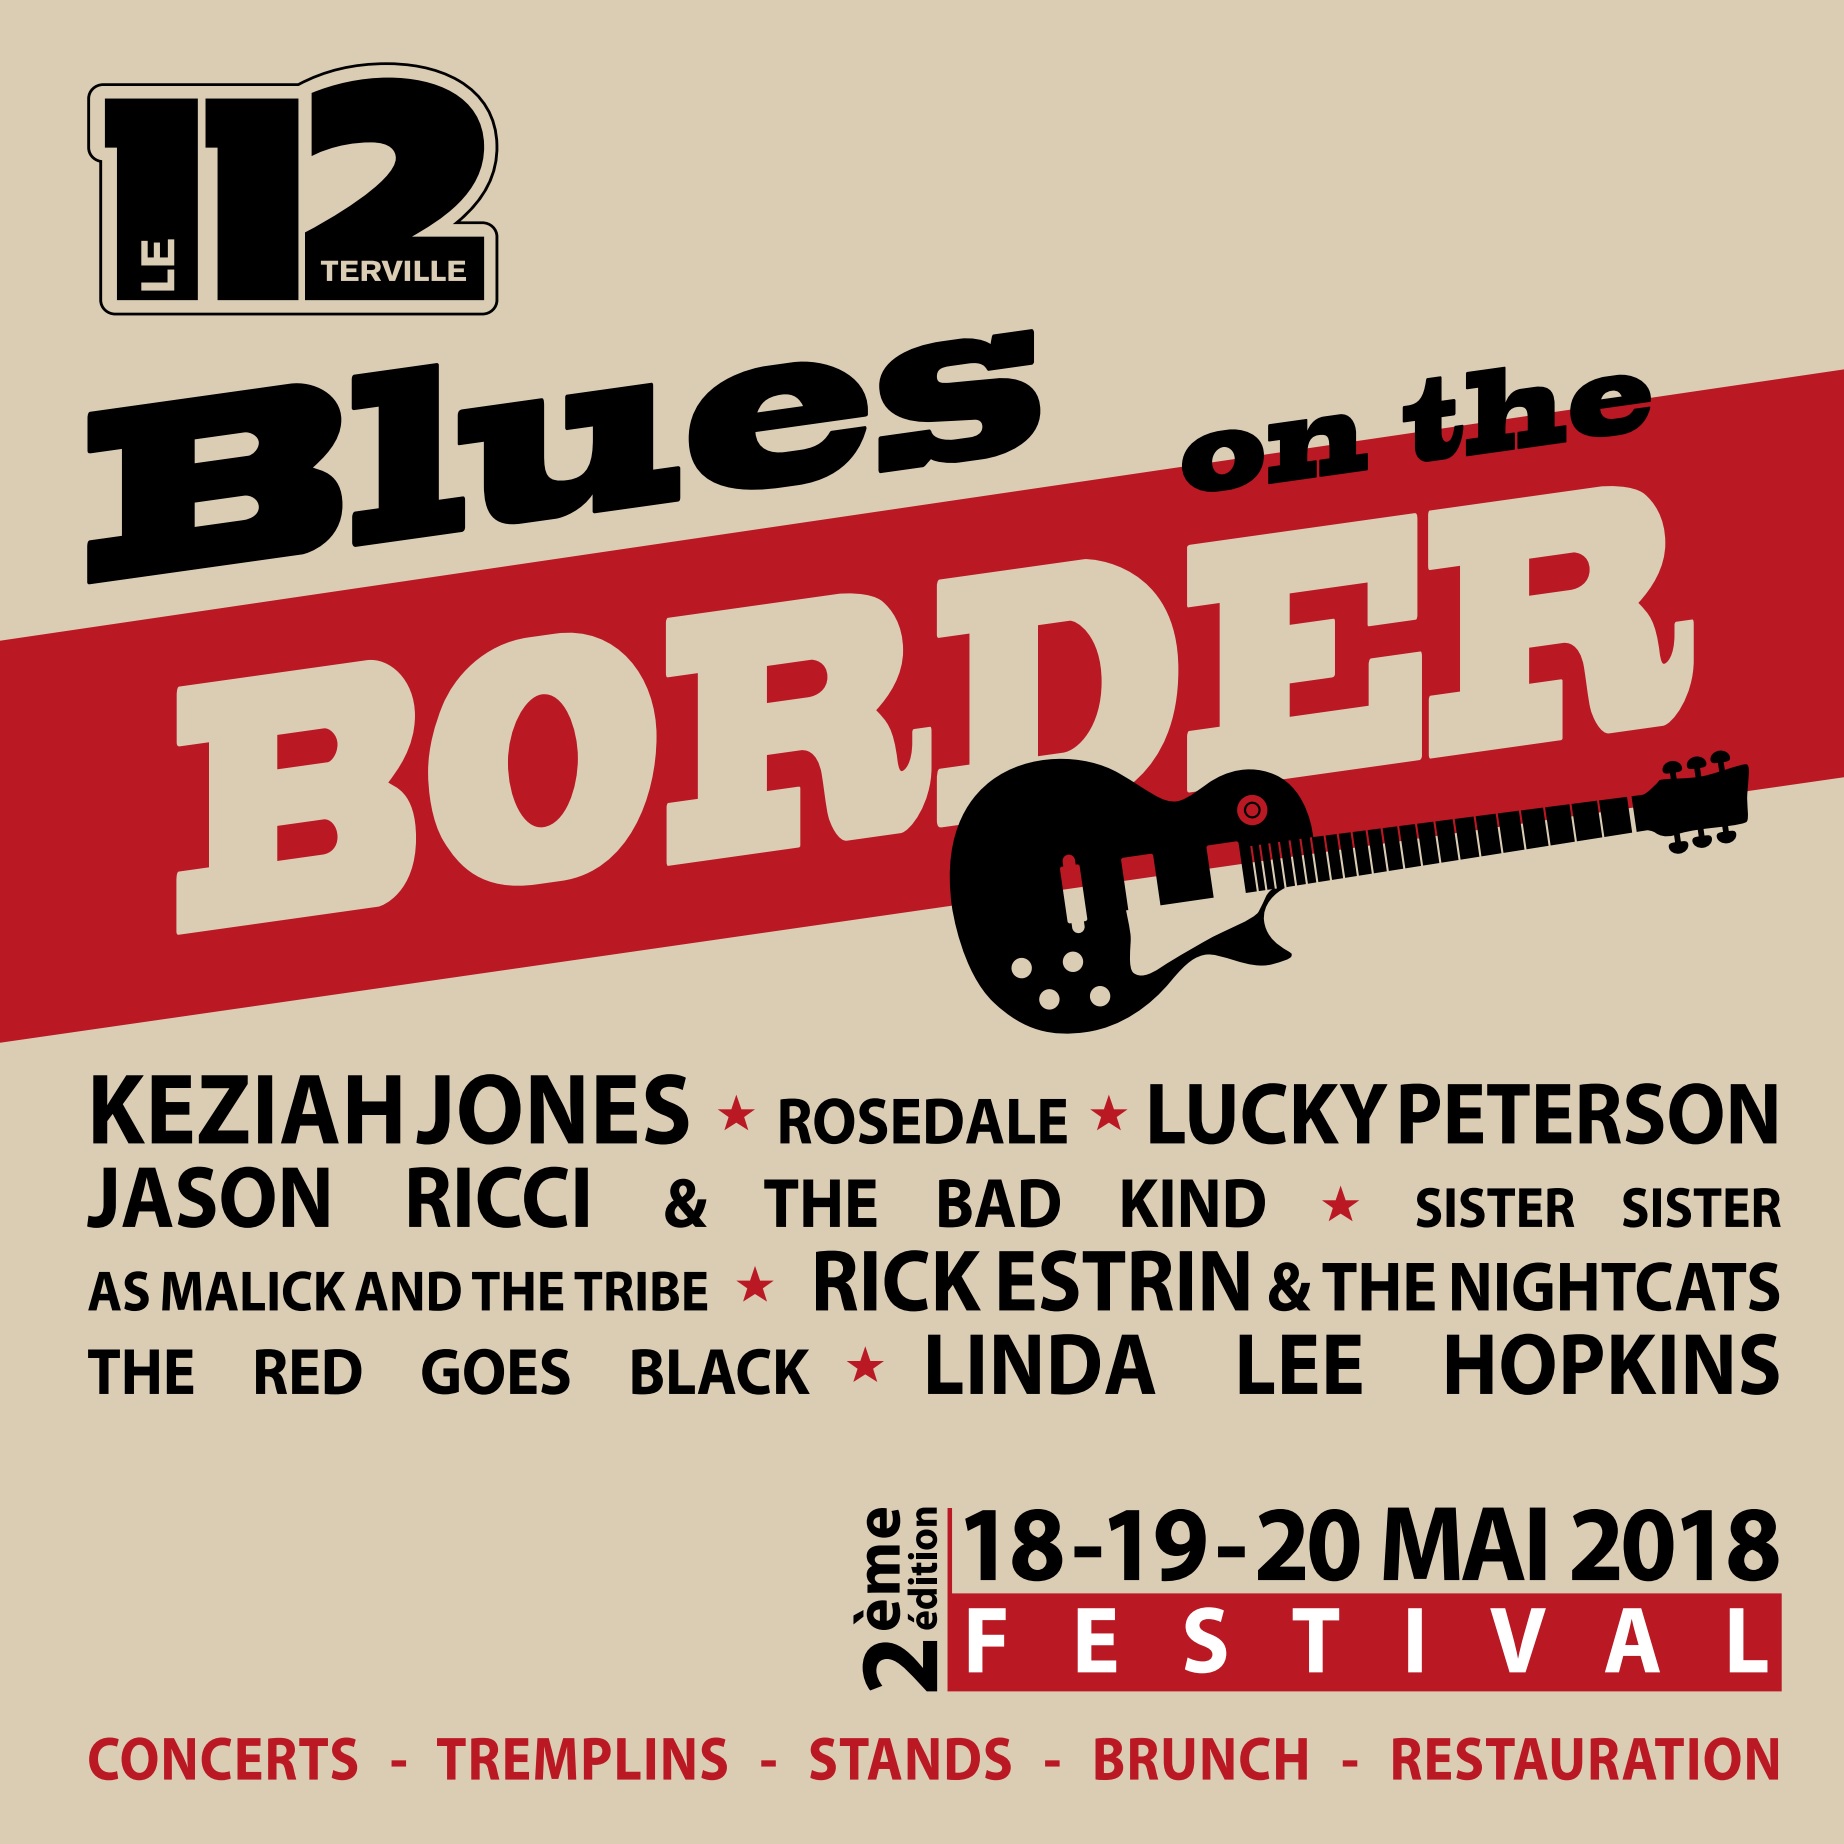 LE 112
TERVILLE
Blues on the
BORDER
KEZIAH JONES ★ ROSEDALE ★ LUCKY PETERSON
JASON RICCI & THE BAD KIND ★ SISTER SISTER
AS MALICK AND THE TRIBE ★ RICK ESTRIN & THE NIGHTCATS
THE RED GOES BLACK ★ LINDA LEE HOPKINS
2ème édition
18-19-20 MAI 2018
FESTIVAL
CONCERTS - TREMPLINS - STANDS - BRUNCH - RESTAURATION